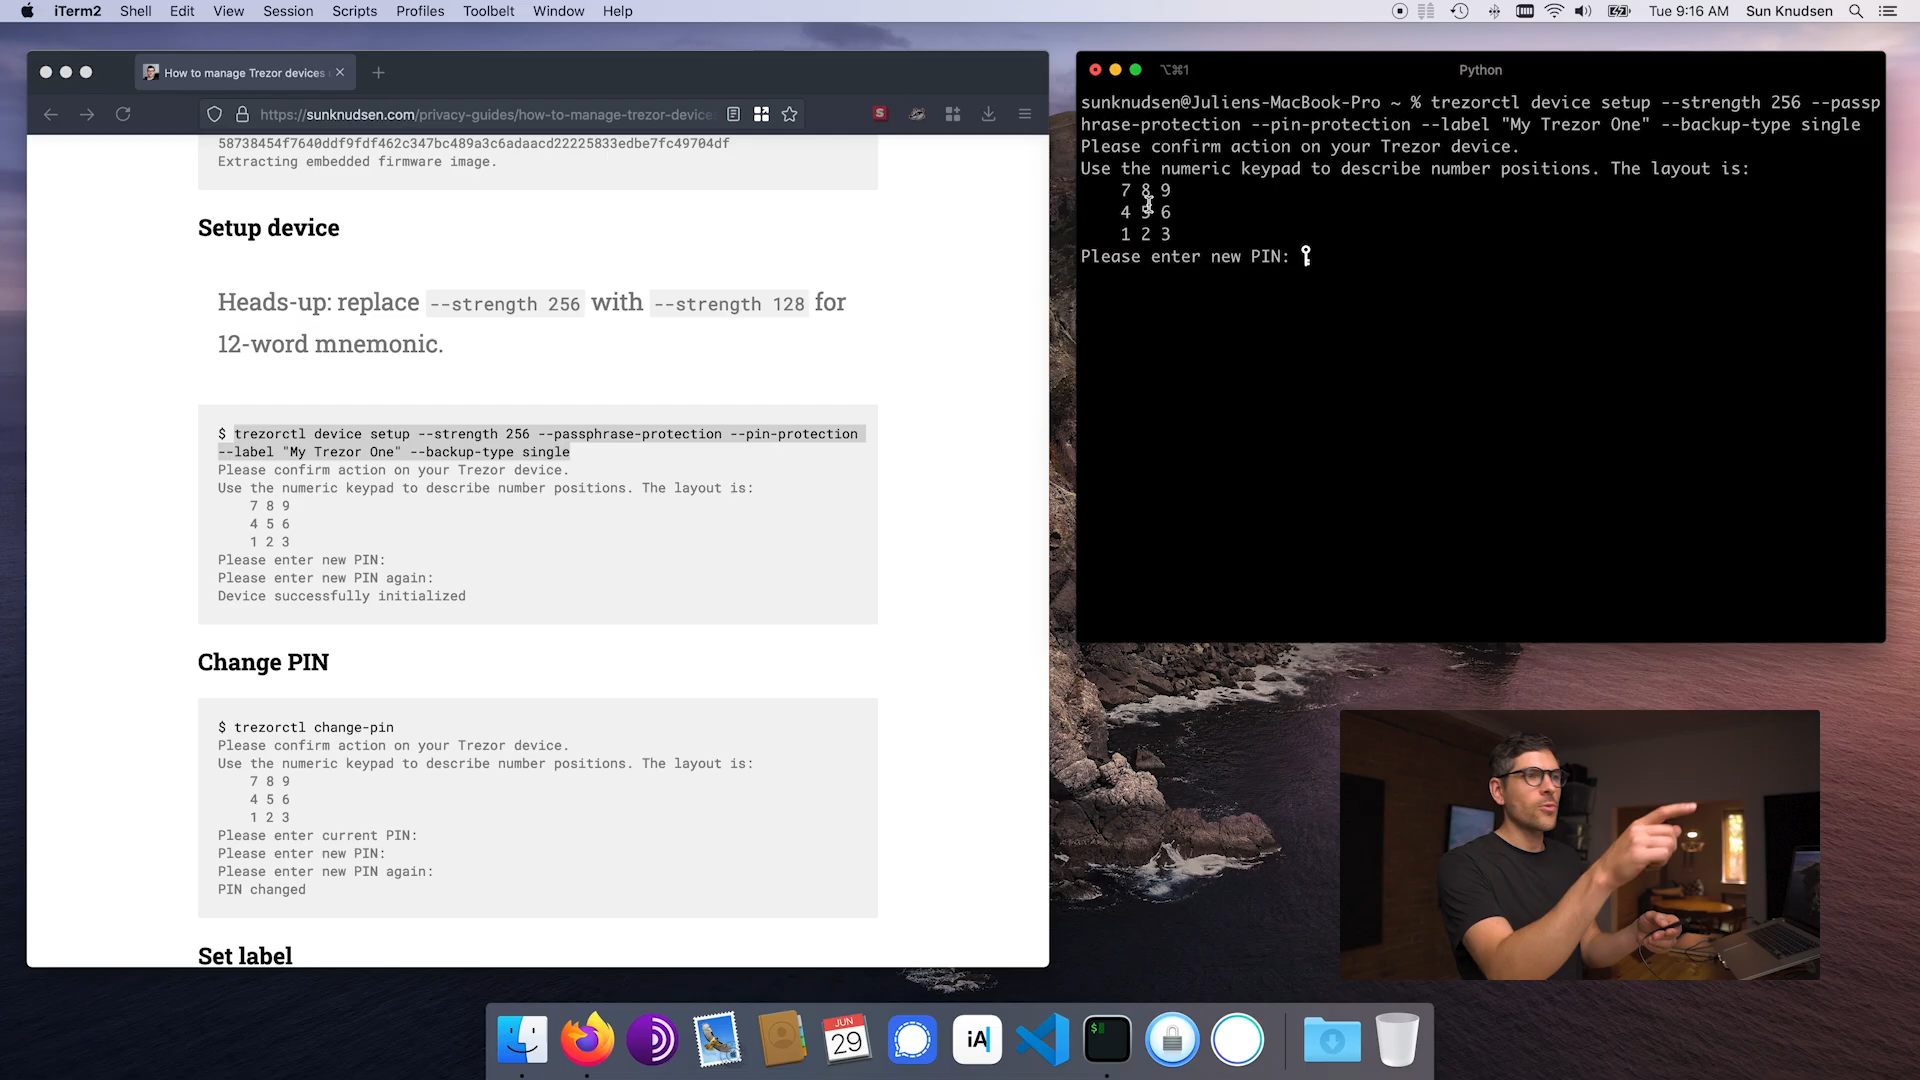 iTerm2 Shell Edit View Session Scripts Profiles Toolbelt Window Help
Tue 9:16 AM Sun Knudsen
How to manage Trezor devices
https://sunknudsen.com/privacy-guides/how-to-manage-trezor-device
S
58738454f7640ddf9fdf462c347bc489a3c6adaacd22225833edbe7fc49704df
Extracting embedded firmware image.
Setup device
Heads-up: replace --strength 256 with --strength 128 for
12-word mnemonic.
$ trezorctl device setup --strength 256 --passphrase-protection --pin-protection
--label "My Trezor One" --backup-type single
Please confirm action on your Trezor device.
Use the numeric keypad to describe number positions. The layout is:
7 8 9
4 5 6
1 2 3
Please enter new PIN:
Please enter new PIN again:
Device successfully initialized
Change PIN
$ trezorctl change-pin
Please confirm action on your Trezor device.
Use the numeric keypad to describe number positions. The layout is:
7 8 9
4 5 6
1 2 3
Please enter current PIN:
Please enter new PIN:
Please enter new PIN again:
PIN changed
Set label
⌥⌘1 Python
sunknudsen@Juliens-MacBook-Pro ~ % trezorctl device setup --strength 256 --passp
hrase-protection --pin-protection --label "My Trezor One" --backup-type single
Please confirm action on your Trezor device.
Use the numeric keypad to describe number positions. The layout is:
7 8 9
4 5 6
1 2 3
Please enter new PIN:
JUN
29
iA
$